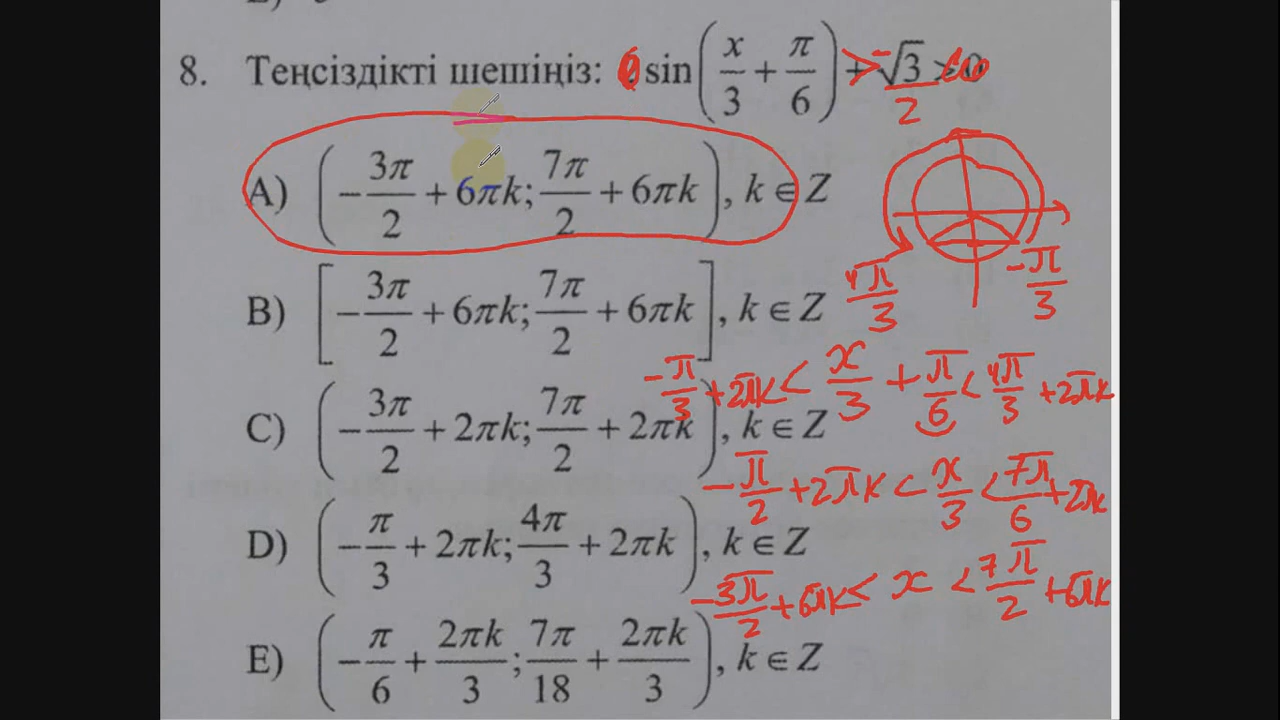 8. Теңсіздікті шешіңіз: sin(x/3 + π/6) > -√3/2
A) (-3π/2 + 6πk; 7π/2 + 6πk), k ∈ Z
4π/3 -π/3
B) [-3π/2 + 6πk; 7π/2 + 6πk], k ∈ Z
-π/3 + 2πk < x/3 + π/6 < 4π/3 + 2πk
C) (-3π/2 + 2πk; 7π/2 + 2πk), k ∈ Z
-π/2 + 2πk < x/3 < 7π/6 + 2πk
D) (-π/3 + 2πk; 4π/3 + 2πk), k ∈ Z
-3π/2 + 6πk < x < 7π/2 + 6πk
E) (-π/6 + 2πk/3; 7π/18 + 2πk/3), k ∈ Z